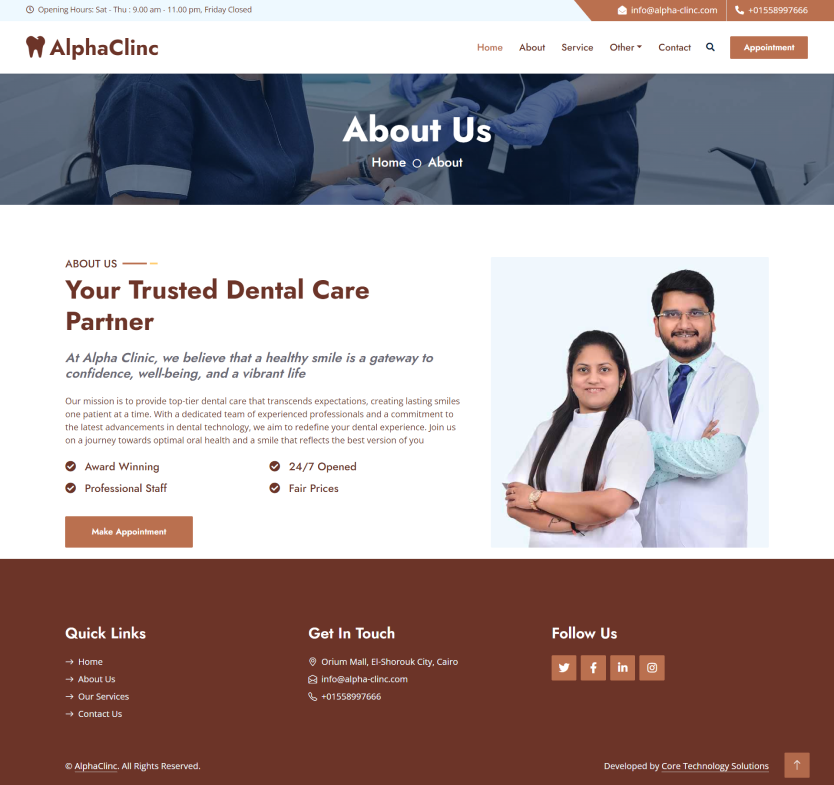 Opening Hours: Sat - Thu : 9.00 am - 11.00 pm, Friday Closed
info@alpha-clinc.com
+01558997666
AlphaClinc
Home
About
Service
Other
Contact
Appointment
About Us
Home
About
ABOUT US
Your Trusted Dental Care
Partner
At Alpha Clinic, we believe that a healthy smile is a gateway to
confidence, well-being, and a vibrant life
Our mission is to provide top-tier dental care that transcends expectations, creating lasting smiles
one patient at a time. With a dedicated team of experienced professionals and a commitment to
the latest advancements in dental technology, we aim to redefine your dental experience. Join us
on a journey towards optimal oral health and a smile that reflects the best version of you
Award Winning
24/7 Opened
Professional Staff
Fair Prices
Make Appointment
Quick Links
Home
About Us
Our Services
Contact Us
Get In Touch
Orium Mall, El-Shorouk City, Cairo
info@alpha-clinc.com
+01558997666
Follow Us
© AlphaClinc. All Rights Reserved.
Developed by Core Technology Solutions